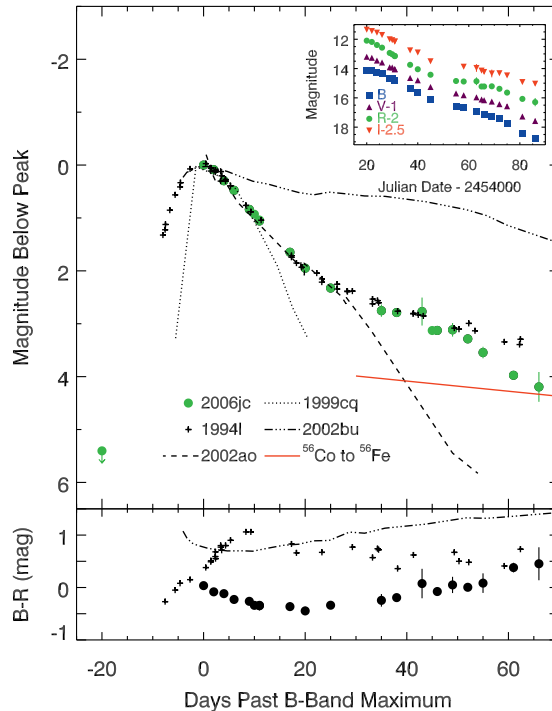 -2
0
2
4
6
Magnitude Below Peak
12
14
16
18
Magnitude
B
V-1
R-2
I-2.5
20 40 60 80
Julian Date - 2454000
2006jc
1994I
2002ao
1999cq
2002bu
56Co to 56Fe
1
0
-1
B-R (mag)
-20 0 20 40 60
Days Past B-Band Maximum